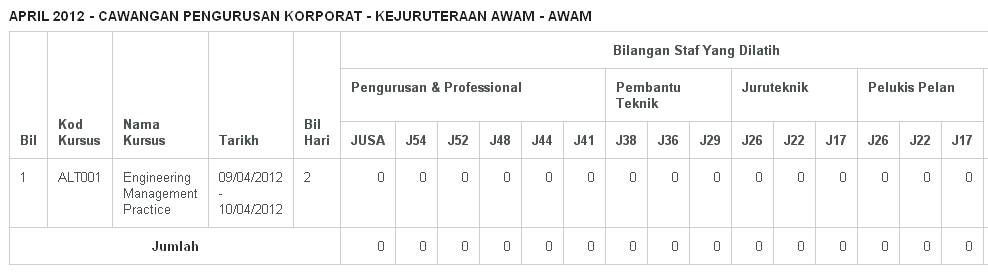 APRIL 2012 - CAWANGAN PENGURUSAN KORPORAT - KEJURUTERAAN AWAM - AWAM
Bilangan Staf Yang Dilatih
Pengurusan & Professional Pembantu Teknik Juruteknik Pelukis Pelan
Bil Kod Kursus Nama Kursus Tarikh Bil Hari JUSA J54 J52 J48 J44 J41 J38 J36 J29 J26 J22 J17 J26 J22 J17
1 ALT001 Engineering Management Practice 09/04/2012 - 10/04/2012 2 0 0 0 0 0 0 0 0 0 0 0 0 0 0 0
Jumlah 0 0 0 0 0 0 0 0 0 0 0 0 0 0 0